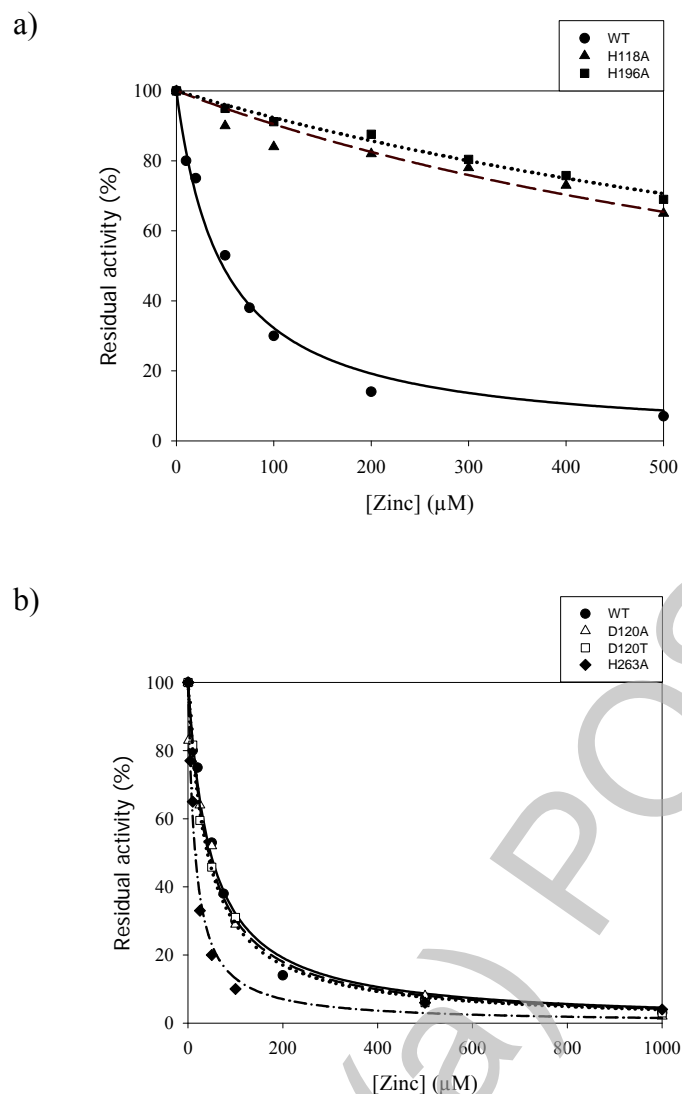 a)
WT
H118A
H196A
100
80
60
40
20
0
Residual activity (%)
0 100 200 300 400 500
[Zinc] (µM)
b)
WT
D120A
D120T
H263A
100
80
60
40
20
0
Residual activity (%)
0 200 400 600 800 1000
[Zinc] (µM)
(a) POS